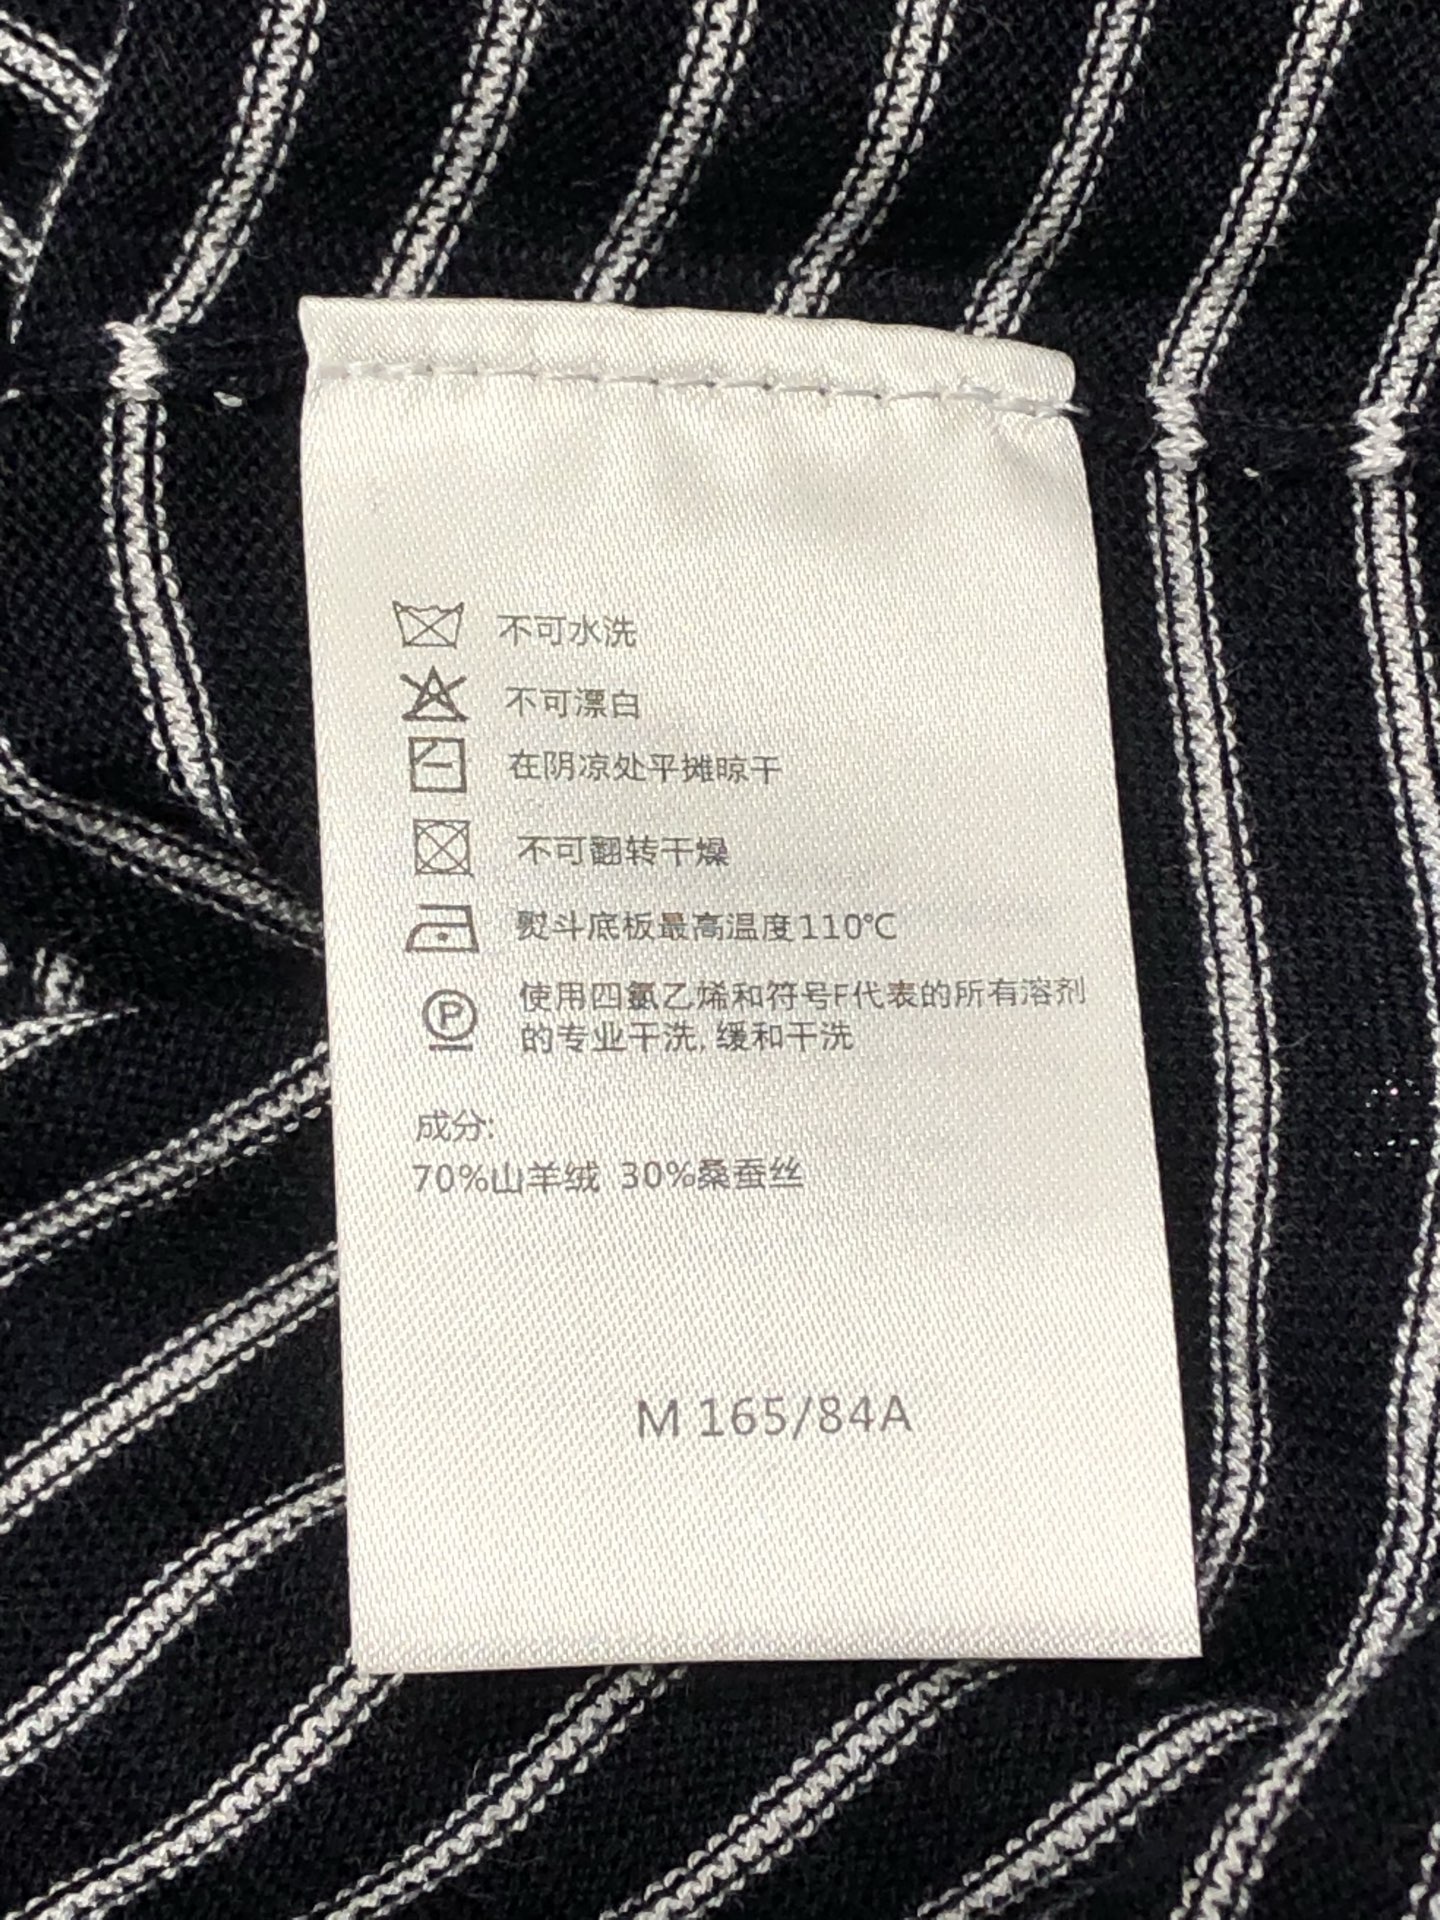 不可水洗
不可漂白
在阴凉处平摊晾干
不可翻转干燥
熨斗底板最高温度110℃
P
使用四氯乙烯和符号F代表的所有溶剂
的专业干洗,缓和干洗
成分:
70%山羊绒 30%桑蚕丝
M 165/84A